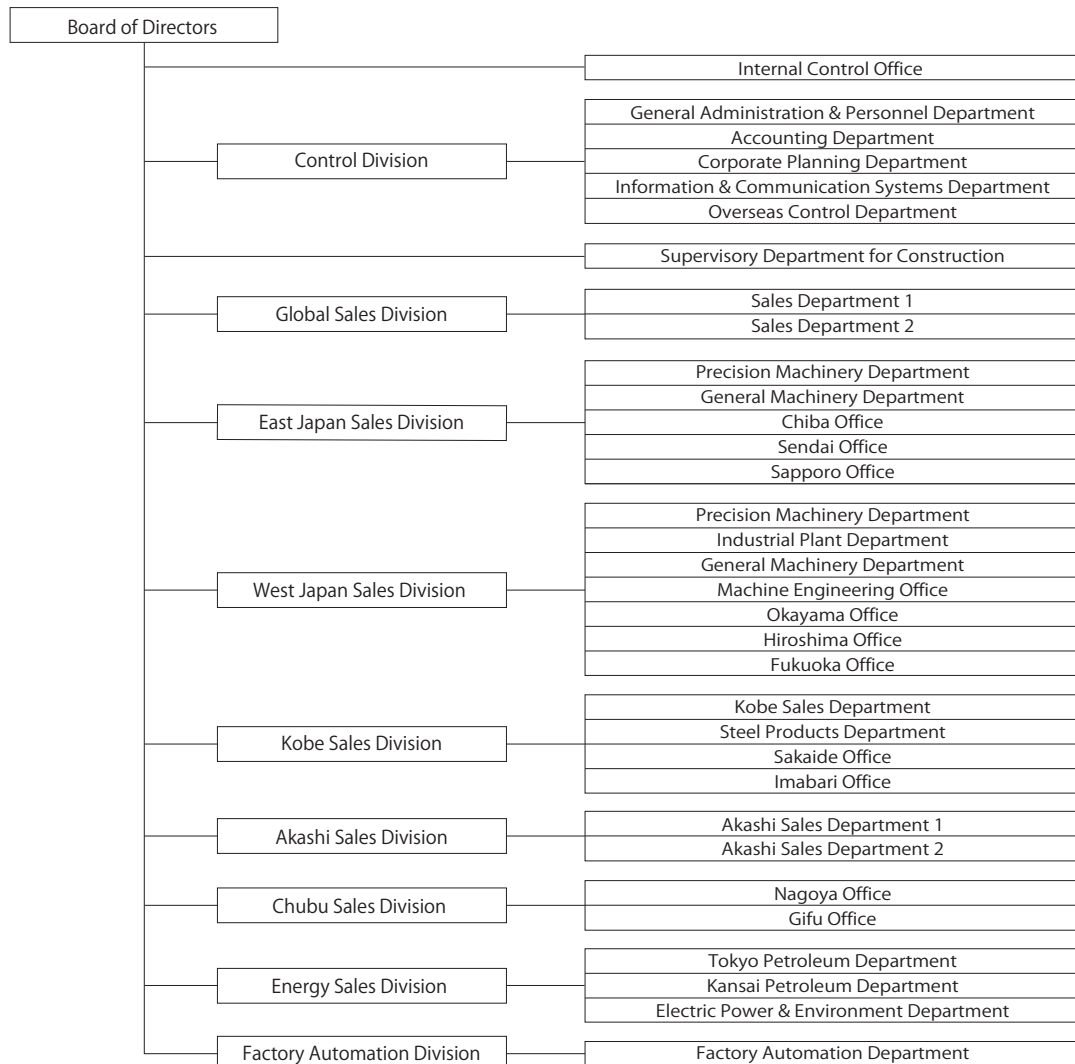 Board of Directors
Internal Control Office
Control Division
General Administration & Personnel Department
Accounting Department
Corporate Planning Department
Information & Communication Systems Department
Overseas Control Department
Supervisory Department for Construction
Global Sales Division
Sales Department 1
Sales Department 2
East Japan Sales Division
Precision Machinery Department
General Machinery Department
Chiba Office
Sendai Office
Sapporo Office
West Japan Sales Division
Precision Machinery Department
Industrial Plant Department
General Machinery Department
Machine Engineering Office
Okayama Office
Hiroshima Office
Fukuoka Office
Kobe Sales Division
Kobe Sales Department
Steel Products Department
Sakaide Office
Imabari Office
Akashi Sales Division
Akashi Sales Department 1
Akashi Sales Department 2
Chubu Sales Division
Nagoya Office
Gifu Office
Energy Sales Division
Tokyo Petroleum Department
Kansai Petroleum Department
Electric Power & Environment Department
Factory Automation Division
Factory Automation Department